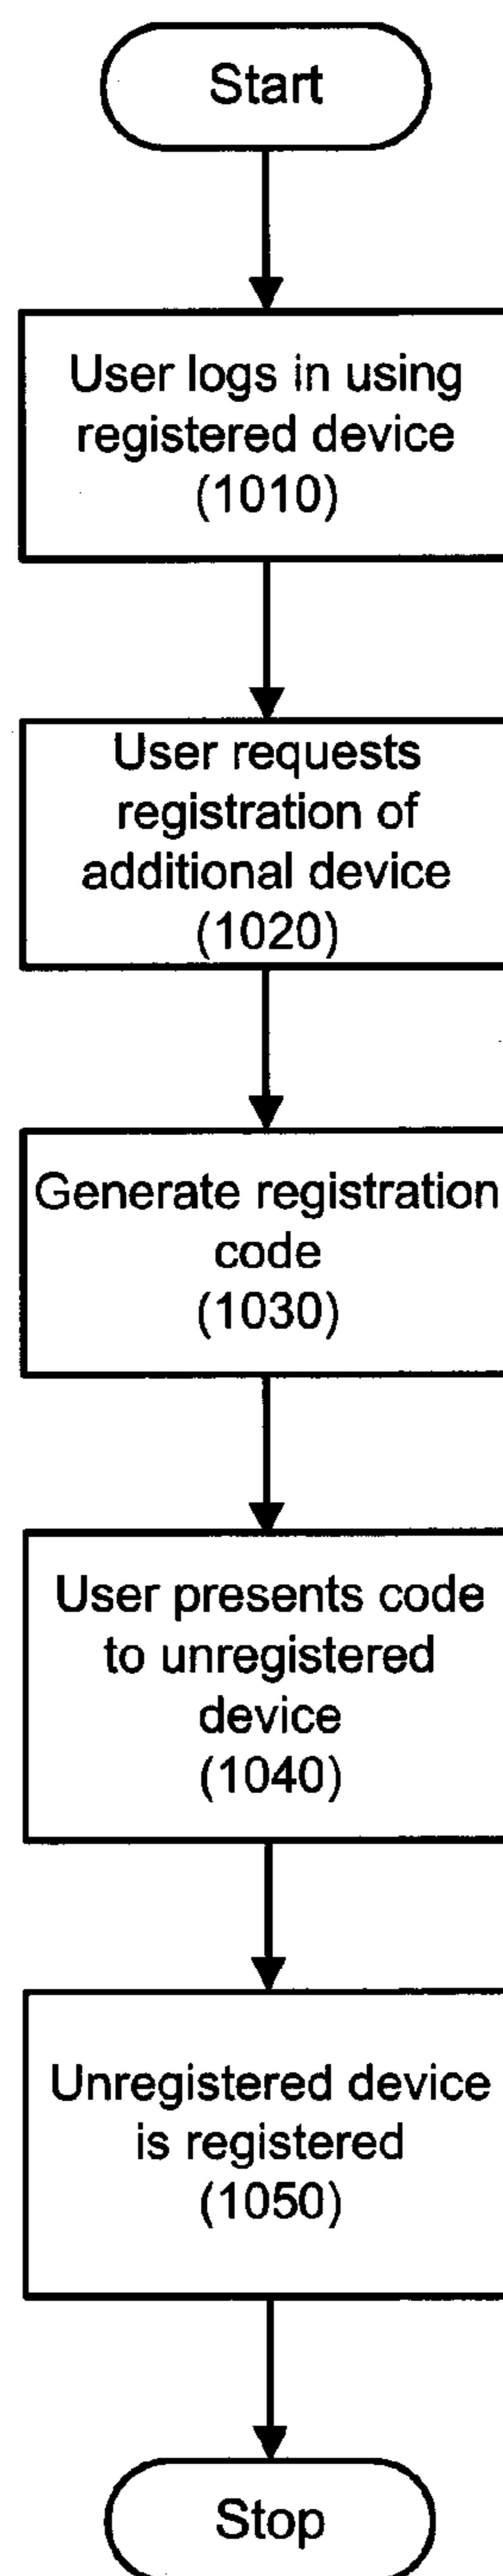 Start
User logs in using
registered device
(1010)
User requests
registration of
additional device
(1020)
Generate registration
code
(1030)
User presents code
to unregistered
device
(1040)
Unregistered device
is registered
(1050)
Stop